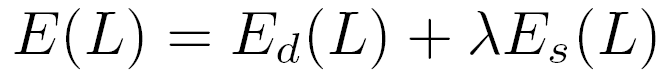 E(L) = E_d(L) + λE_s(L)